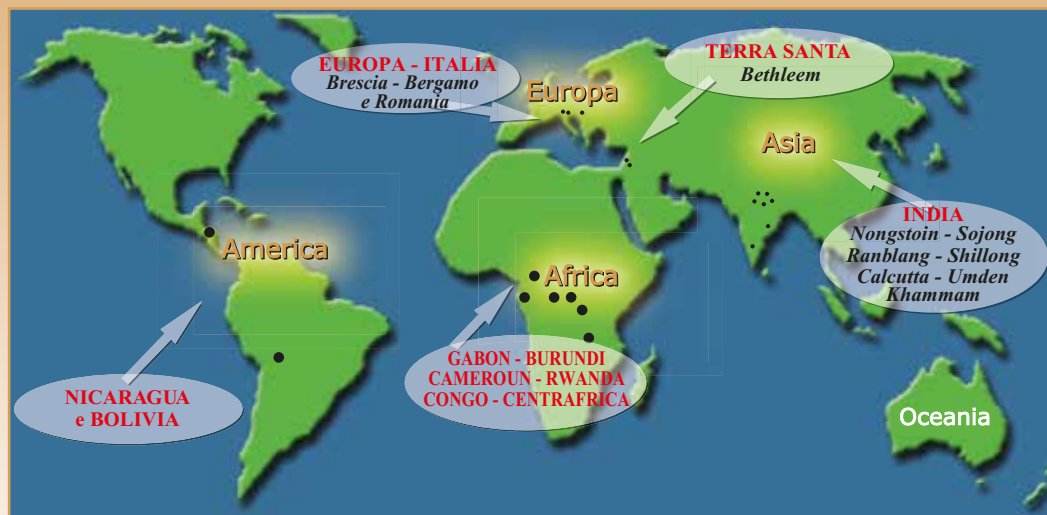 EUROPA - ITALIA
Brescia - Bergamo
e Romania
TERRA SANTA
Bethleem
Europa
Asia
INDIA
Nongstoin - Sojong
Ranblang - Shillong
Calcutta - Umden
Khammam
America
Africa
GABON - BURUNDI
CAMEROUN - RWANDA
CONGO - CENTRAFRICA
NICARAGUA
e BOLIVIA
Oceania